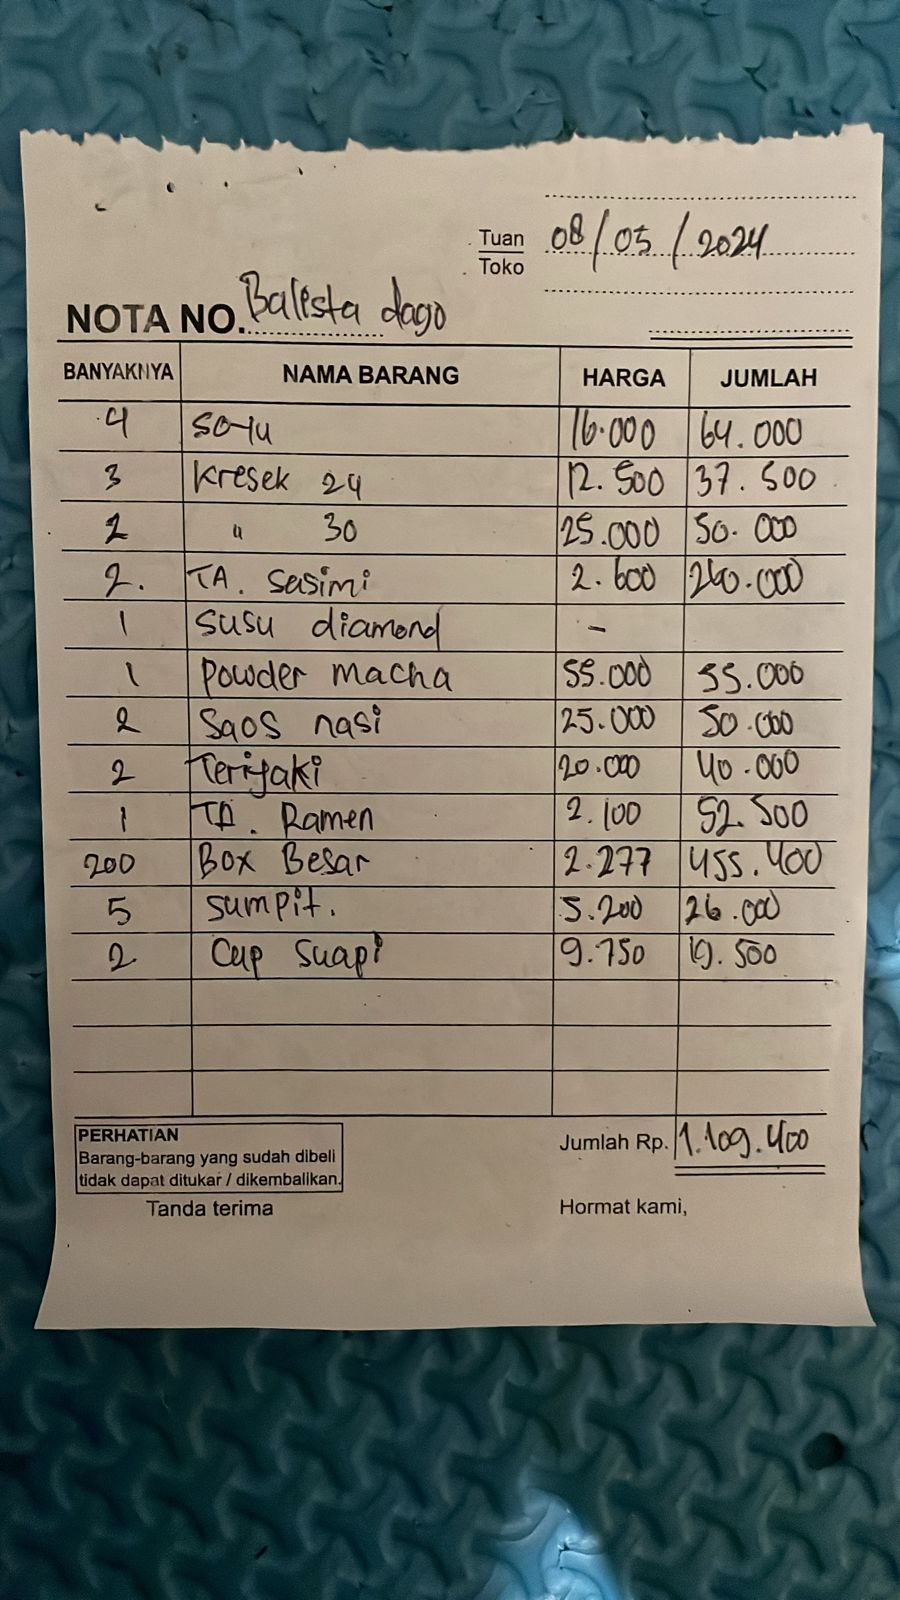 08/05/2024
Tuan
Toko
NOTA NO. Balista dago
BANYAKNYA NAMA BARANG HARGA JUMLAH
4 soyu 16.000 64.000
3 Kresek 24 12.500 37.500
2 " 30 25.000 50.000
2. TA. Sasimi 2.600 260.000
1 susu diamond -
1 powder macha 55.000 55.000
2 Saos nasi 25.000 50.000
2 Teriyaki 20.000 40.000
1 TA. Ramen 2.100 52.500
200 Box Besar 2.277 455.400
5 sumpit. 5.200 26.000
2 Cup Suapi 9.750 19.500
PERHATIAN
Barang-barang yang sudah dibeli
tidak dapat ditukar / dikembalikan.
Jumlah Rp. 1.109.400
Tanda terima Hormat kami,